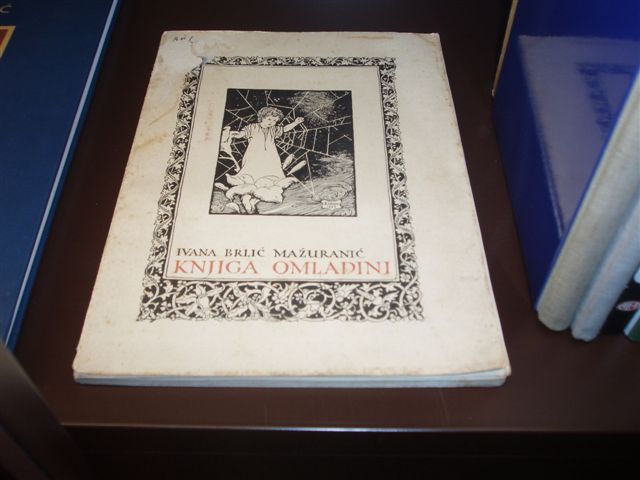 IVANA BRLIĆ MAŽURANIĆ
KNJIGA OMLADINI